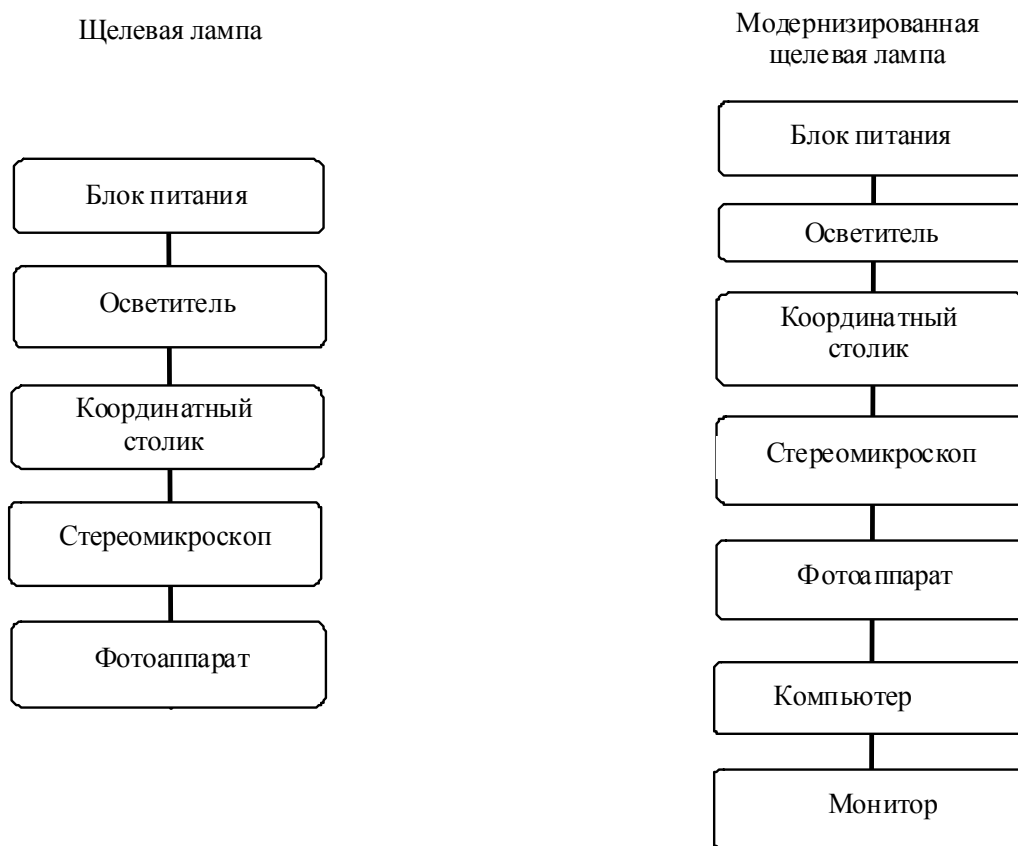 Щелевая лампа
Блок питания
Осветитель
Координатный
столик
Стереомикроскоп
Фотоаппарат
Модернизированная
щелевая лампа
Блок питания
Осветитель
Координатный
столик
Стереомикроскоп
Фотоаппарат
Компьютер
Монитор